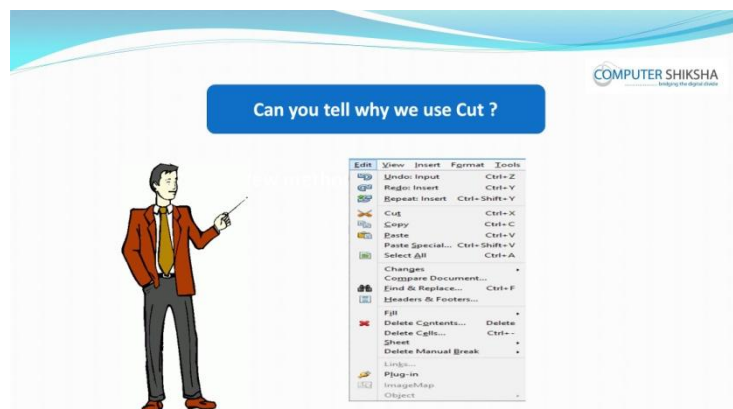 COMPUTER SHIKSHA
bridging the digital divide
Can you tell why we use Cut ?
Edit View Insert Format Tools
Undo: Input Ctrl+Z
Redo: Insert Ctrl+Y
Repeat: Insert Ctrl+Shift+Y
Cut Ctrl+X
Copy Ctrl+C
Paste Ctrl+V
Paste Special... Ctrl+Shift+V
Select All Ctrl+A
Changes
Compare Document...
Find & Replace... Ctrl+F
Headers & Footers...
Fill
Delete Contents... Delete
Delete Cells... Ctrl+-
Sheet
Delete Manual Break
Links...
Plug-in
ImageMap
Object